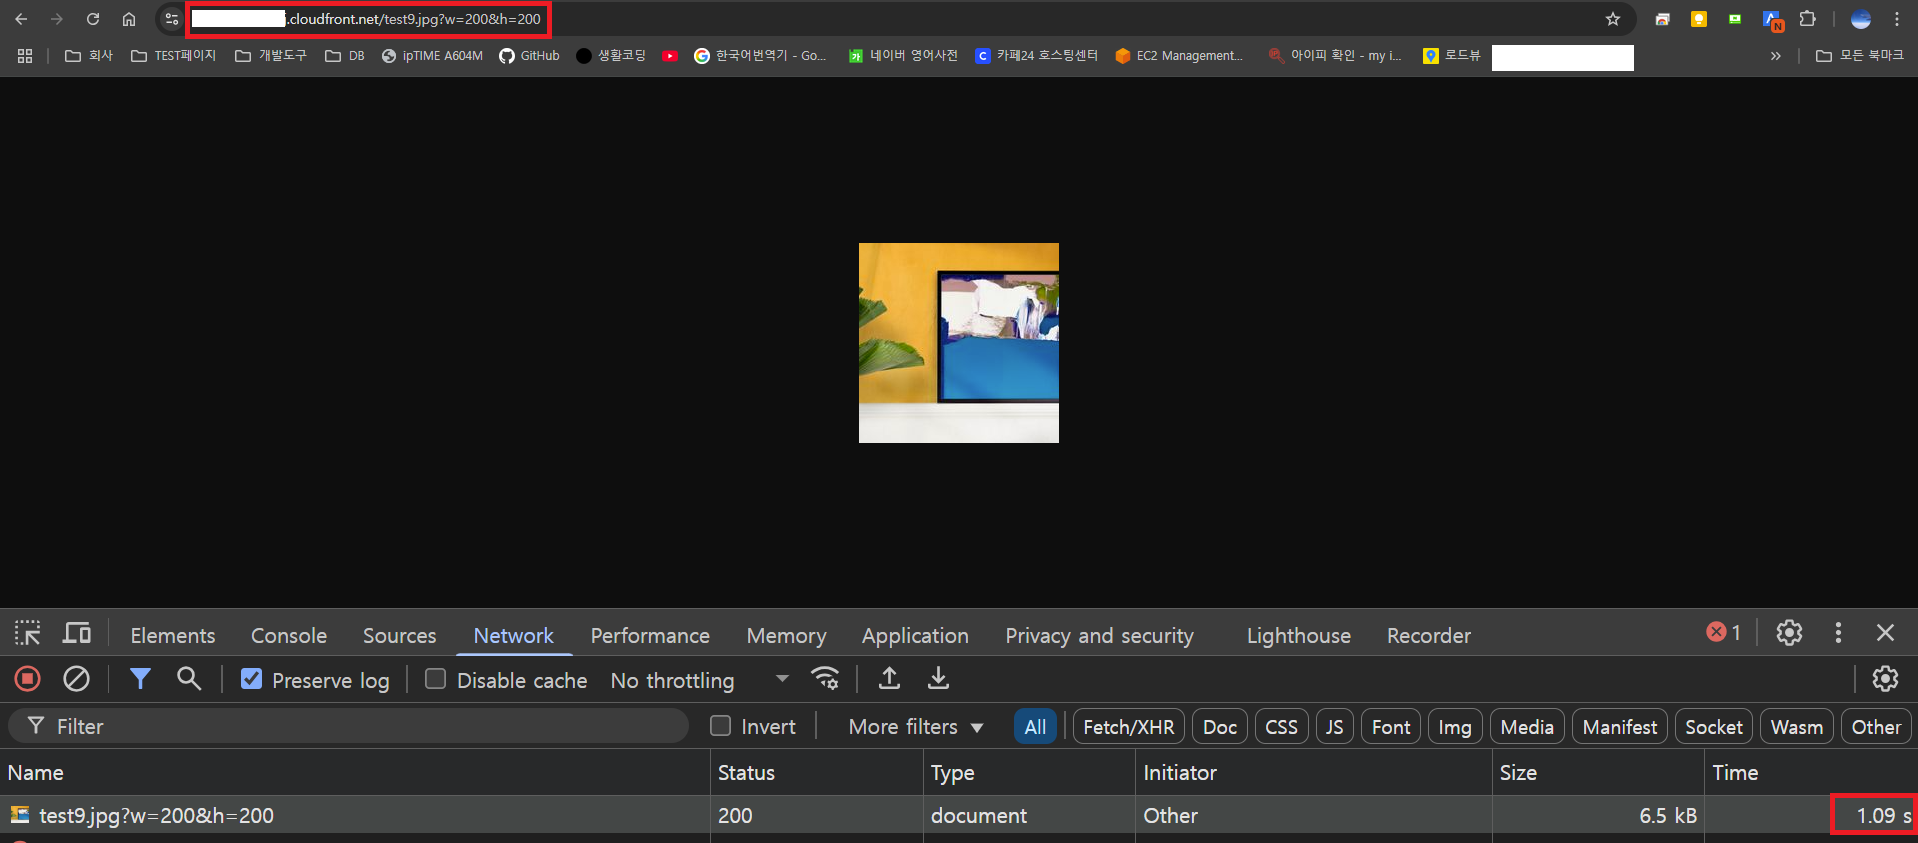 .cloudfront.net/test9.jpg?w=200&h=200
N
회사 TEST페이지 개발도구 DB ipTIME A604M GitHub 생활코딩 한국어번역기 - Go... 가 네이버 영어사전 C 카페24 호스팅센터 EC2 Management... 아이피 확인 - my i... 로드뷰 » 모든 북마크
Elements Console Sources Network Performance Memory Application Privacy and security Lighthouse Recorder 1
Preserve log Disable cache No throttling
Filter Invert More filters All Fetch/XHR Doc CSS JS Font Img Media Manifest Socket Wasm Other
Name Status Type Initiator Size Time
test9.jpg?w=200&h=200 200 document Other 6.5 kB 1.09 s